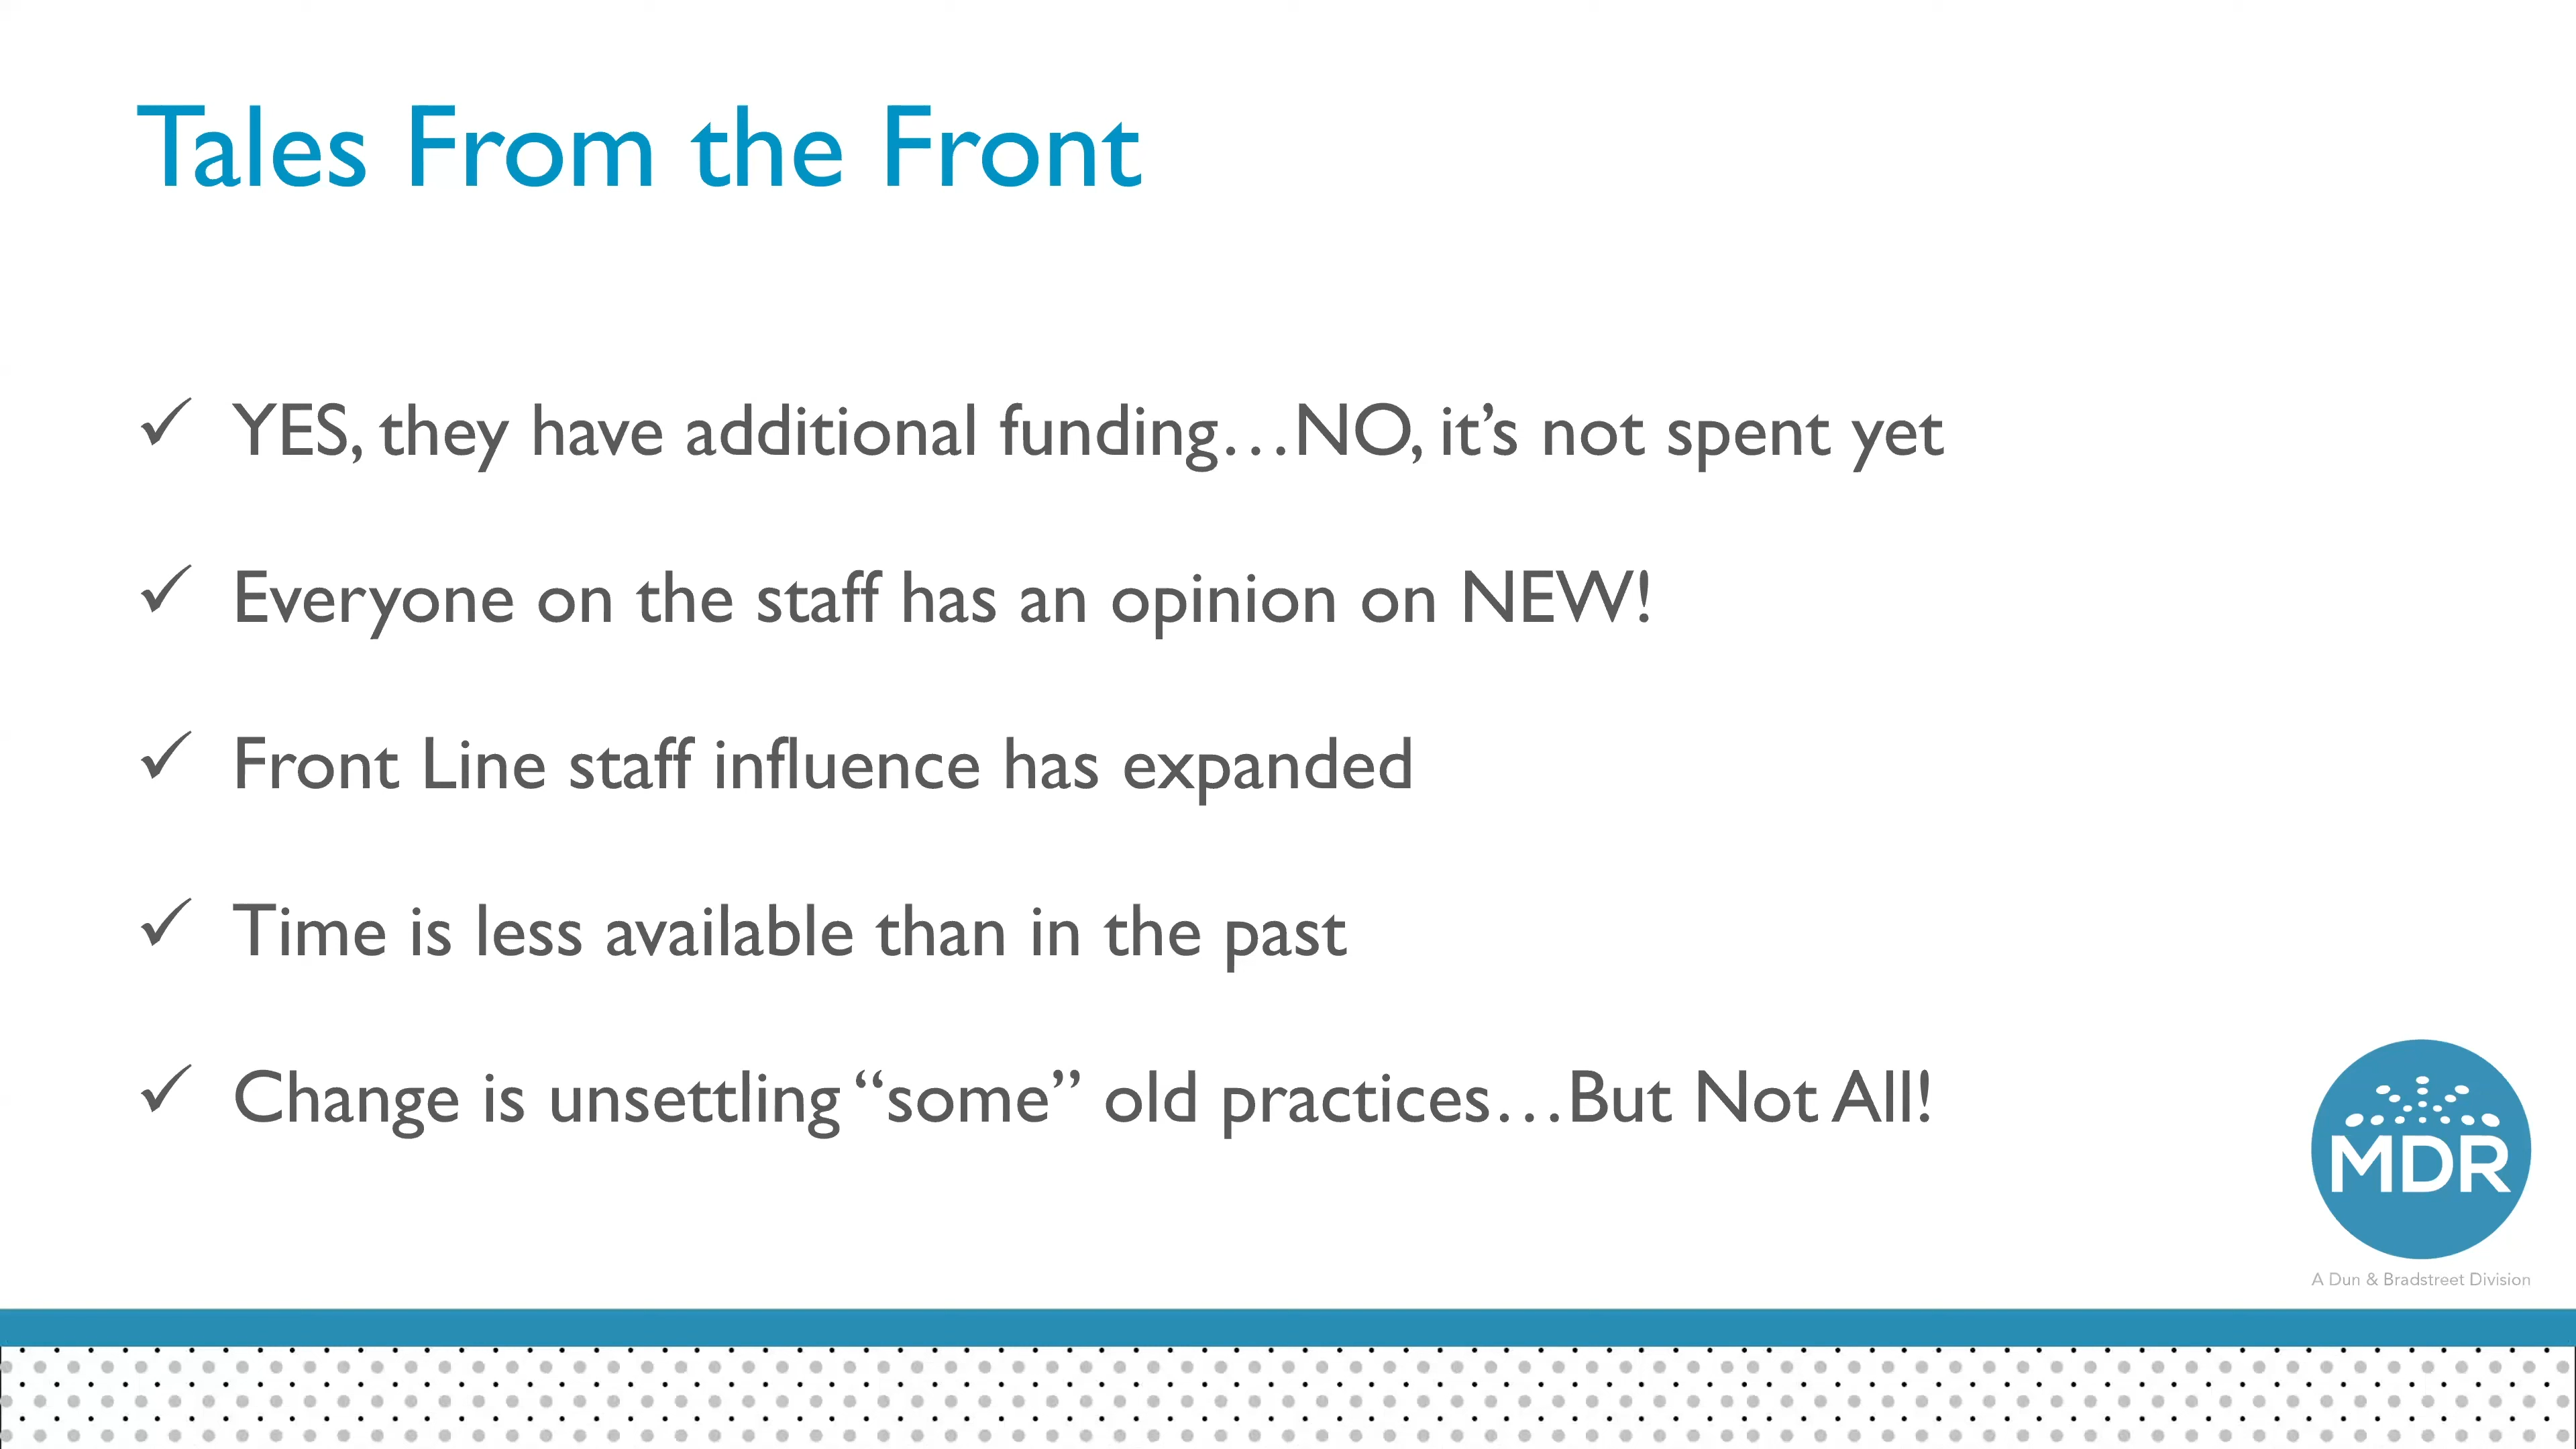 Tales From the Front
✓ YES, they have additional funding…NO, it’s not spent yet
✓ Everyone on the staff has an opinion on NEW!
✓ Front Line staff influence has expanded
✓ Time is less available than in the past
✓ Change is unsettling “some” old practices…But Not All!
MDR
A Dun & Bradstreet Division